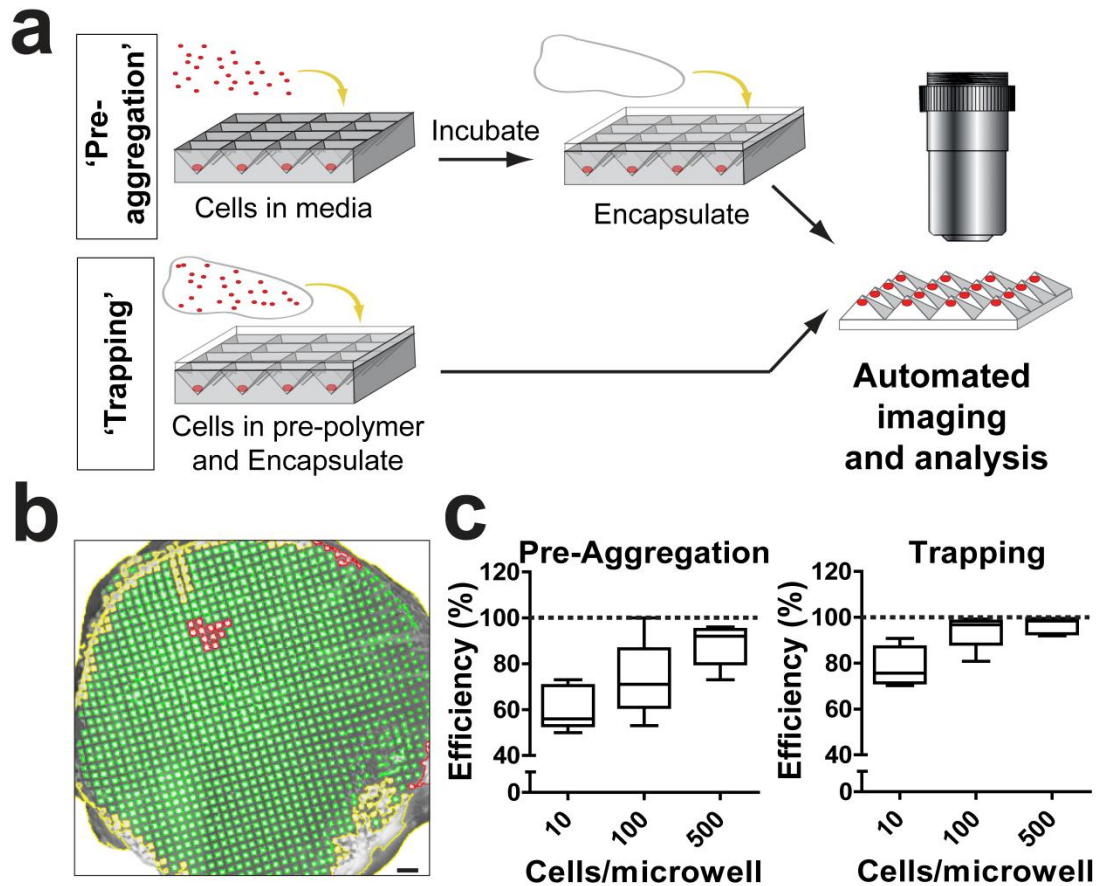 a
‘Pre-
aggregation’
Cells in media
Incubate
Encapsulate
‘Trapping’
Cells in pre-polymer
and Encapsulate
Automated
imaging
and analysis
b
c
Pre-Aggregation
Efficiency (%)
120
100
80
60
40
0
10
100
500
Cells/microwell
Trapping
Efficiency (%)
120
100
80
60
40
0
10
100
500
Cells/microwell